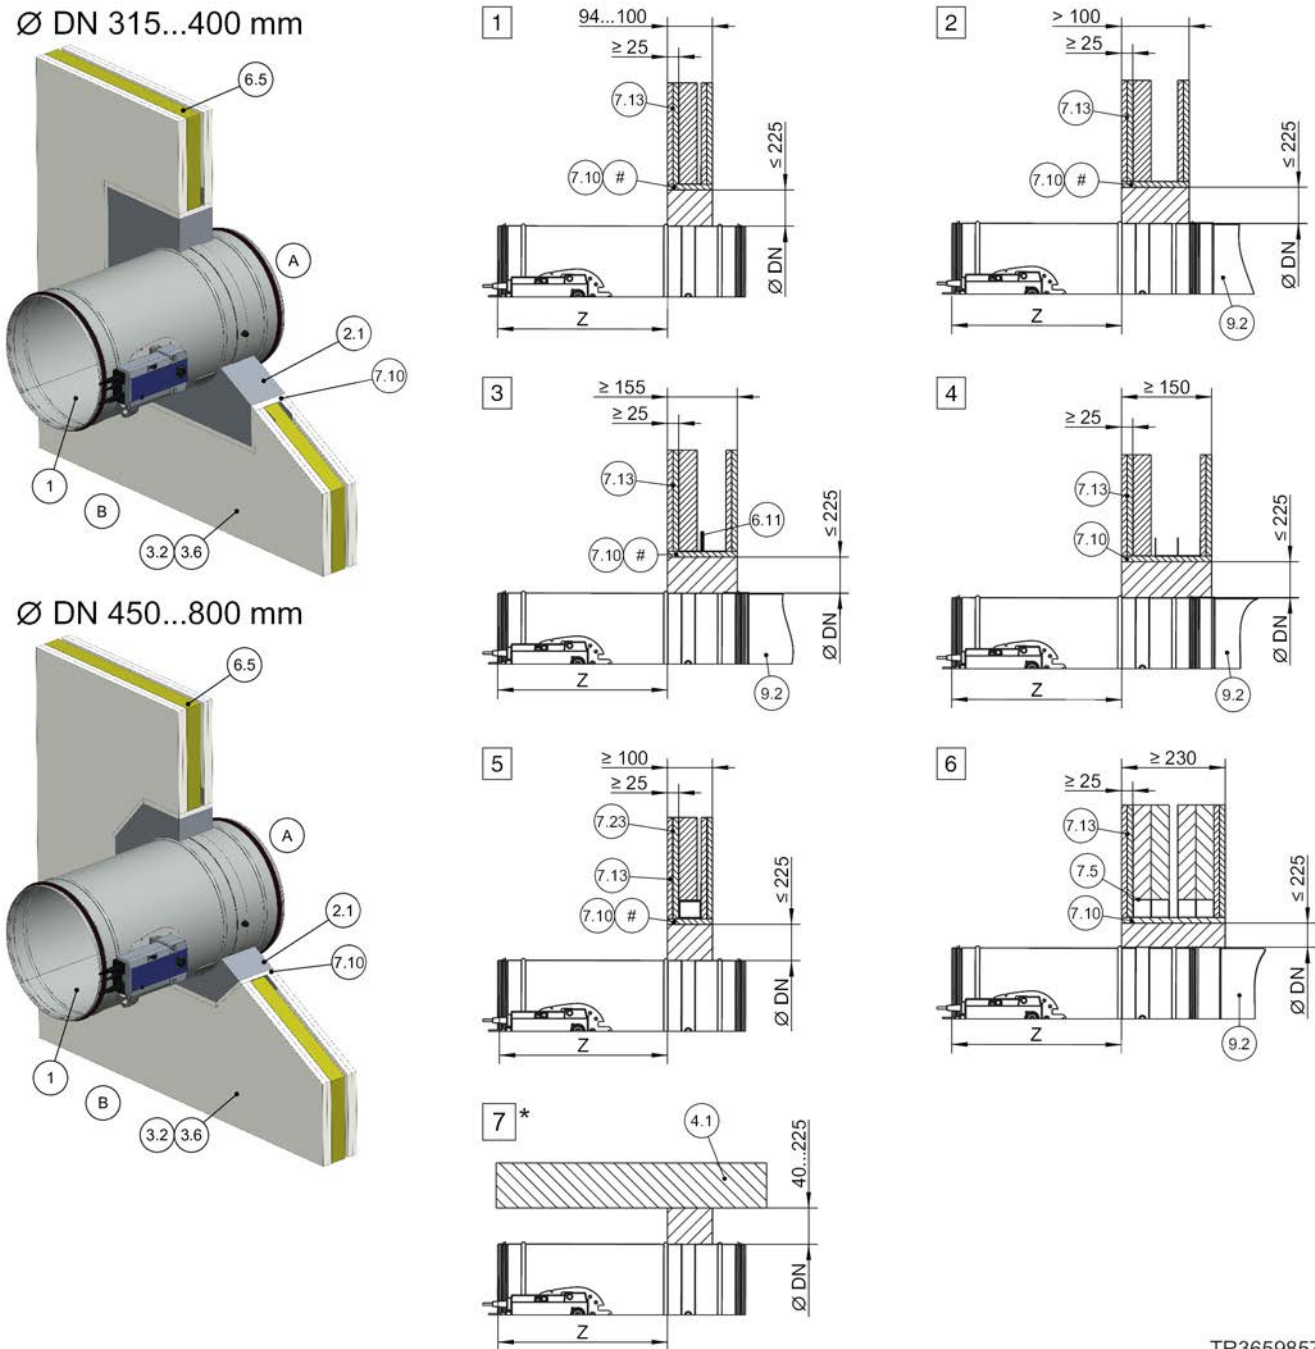 Ø DN 315...400 mm
6.5
A
2.1
7.10
1
B
3.2 3.6
Ø DN 450...800 mm
6.5
A
2.1
7.10
1
B
3.2 3.6
1
94...100
≥ 25
7.13
7.10 #
≤ 225
Ø DN
Z
2
> 100
≥ 25
7.13
7.10 #
≤ 225
Ø DN
Z
9.2
3
≥ 155
≥ 25
7.13
6.11
7.10 #
≤ 225
Ø DN
Z
9.2
4
≥ 150
≥ 25
7.13
7.10
≤ 225
Ø DN
Z
9.2
5
≥ 100
≥ 25
7.23
7.13
7.10 #
≤ 225
Ø DN
Z
6
≥ 230
≥ 25
7.13
7.5
7.10
≤ 225
Ø DN
Z
9.2
7 *
4.1
40...225
Ø DN
Z